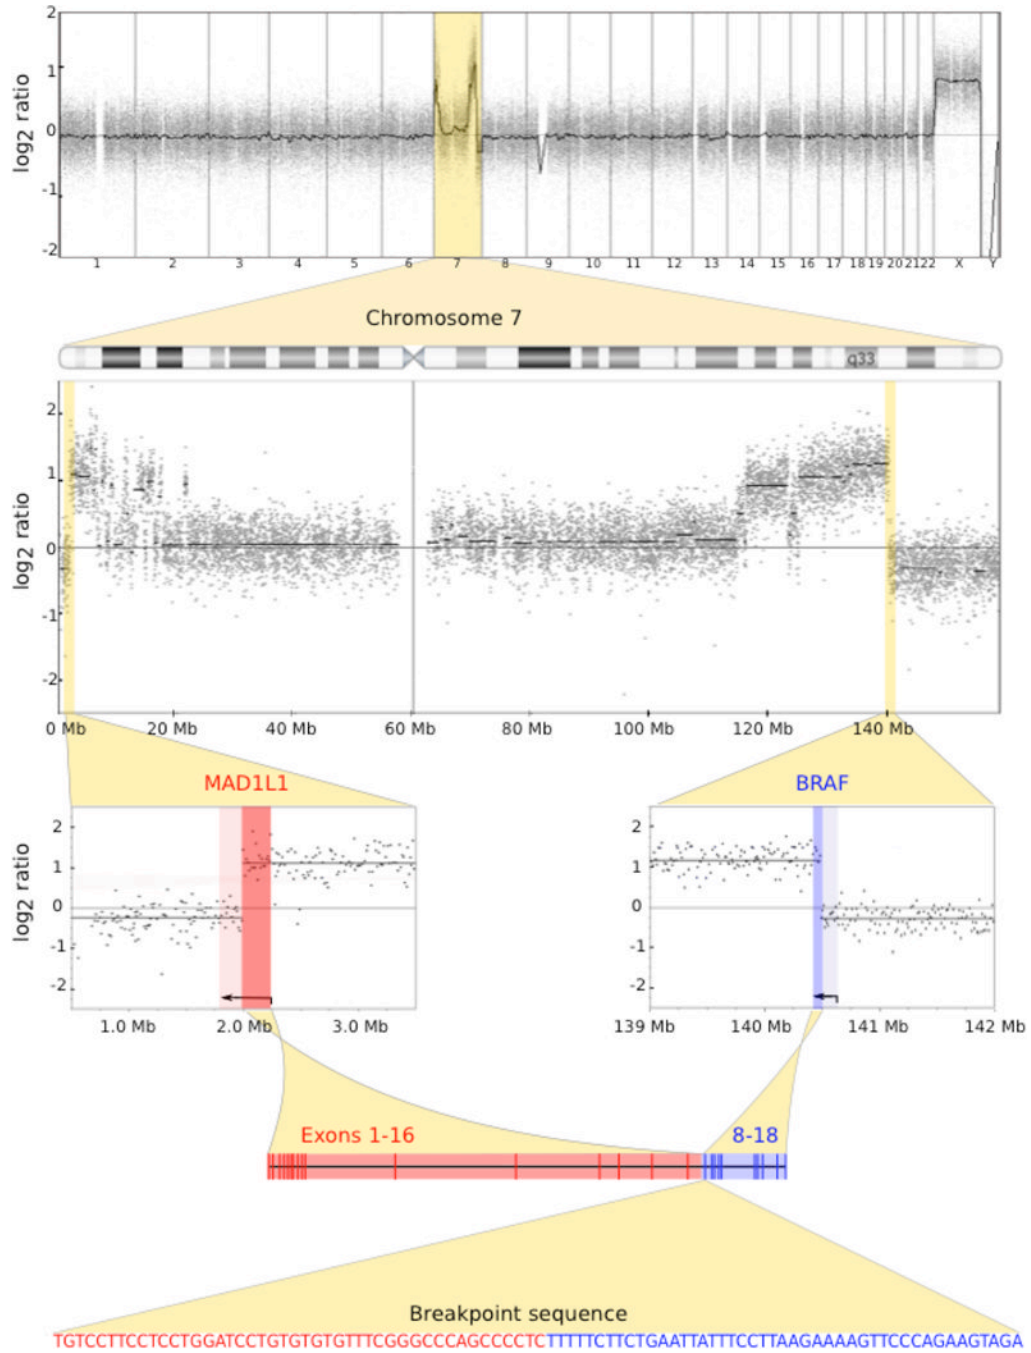 2
1
0
-1
-2
log2 ratio
1 2 3 4 5 6 7 8 9 10 11 12 13 14 15 16 17 18 19 20 21 22 X Y
Chromosome 7
q33
2
1
0
-1
-2
log2 ratio
0 Mb 20 Mb 40 Mb 60 Mb 80 Mb 100 Mb 120 Mb 140 Mb
MAD1L1
2
1
0
-1
-2
log2 ratio
1.0 Mb 2.0 Mb 3.0 Mb
BRAF
2
1
0
-1
-2
139 Mb 140 Mb 141 Mb 142 Mb
Exons 1-16 8-18
Breakpoint sequence
TGTCCTTCCTCCTGGATCCTGTGTGTGTTTCGGGCCCAGCCCCTCTTTTTCTTCTGAATTATTTCCTTAAGAAAAGTTCCCAGAAGTAGA